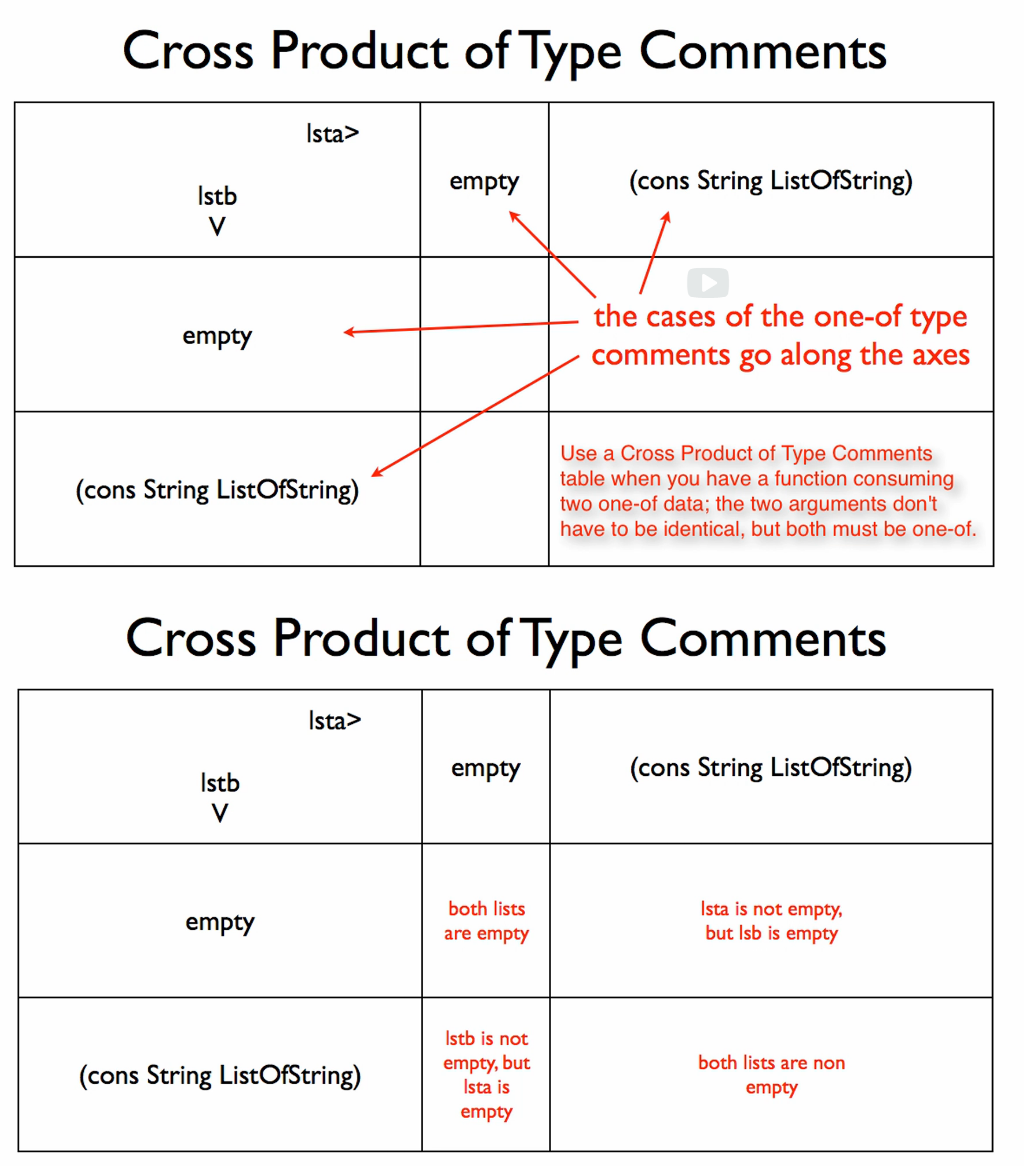 Cross Product of Type Comments
lsta>
lstb
V
empty
(cons String ListOfString)
empty
the cases of the one-of type
comments go along the axes
(cons String ListOfString)
Use a Cross Product of Type Comments
table when you have a function consuming
two one-of data; the two arguments don't
have to be identical, but both must be one-of.
Cross Product of Type Comments
lsta>
lstb
V
empty
(cons String ListOfString)
empty
both lists
are empty
lsta is not empty,
but lsb is empty
(cons String ListOfString)
lstb is not
empty, but
lsta is
empty
both lists are non
empty